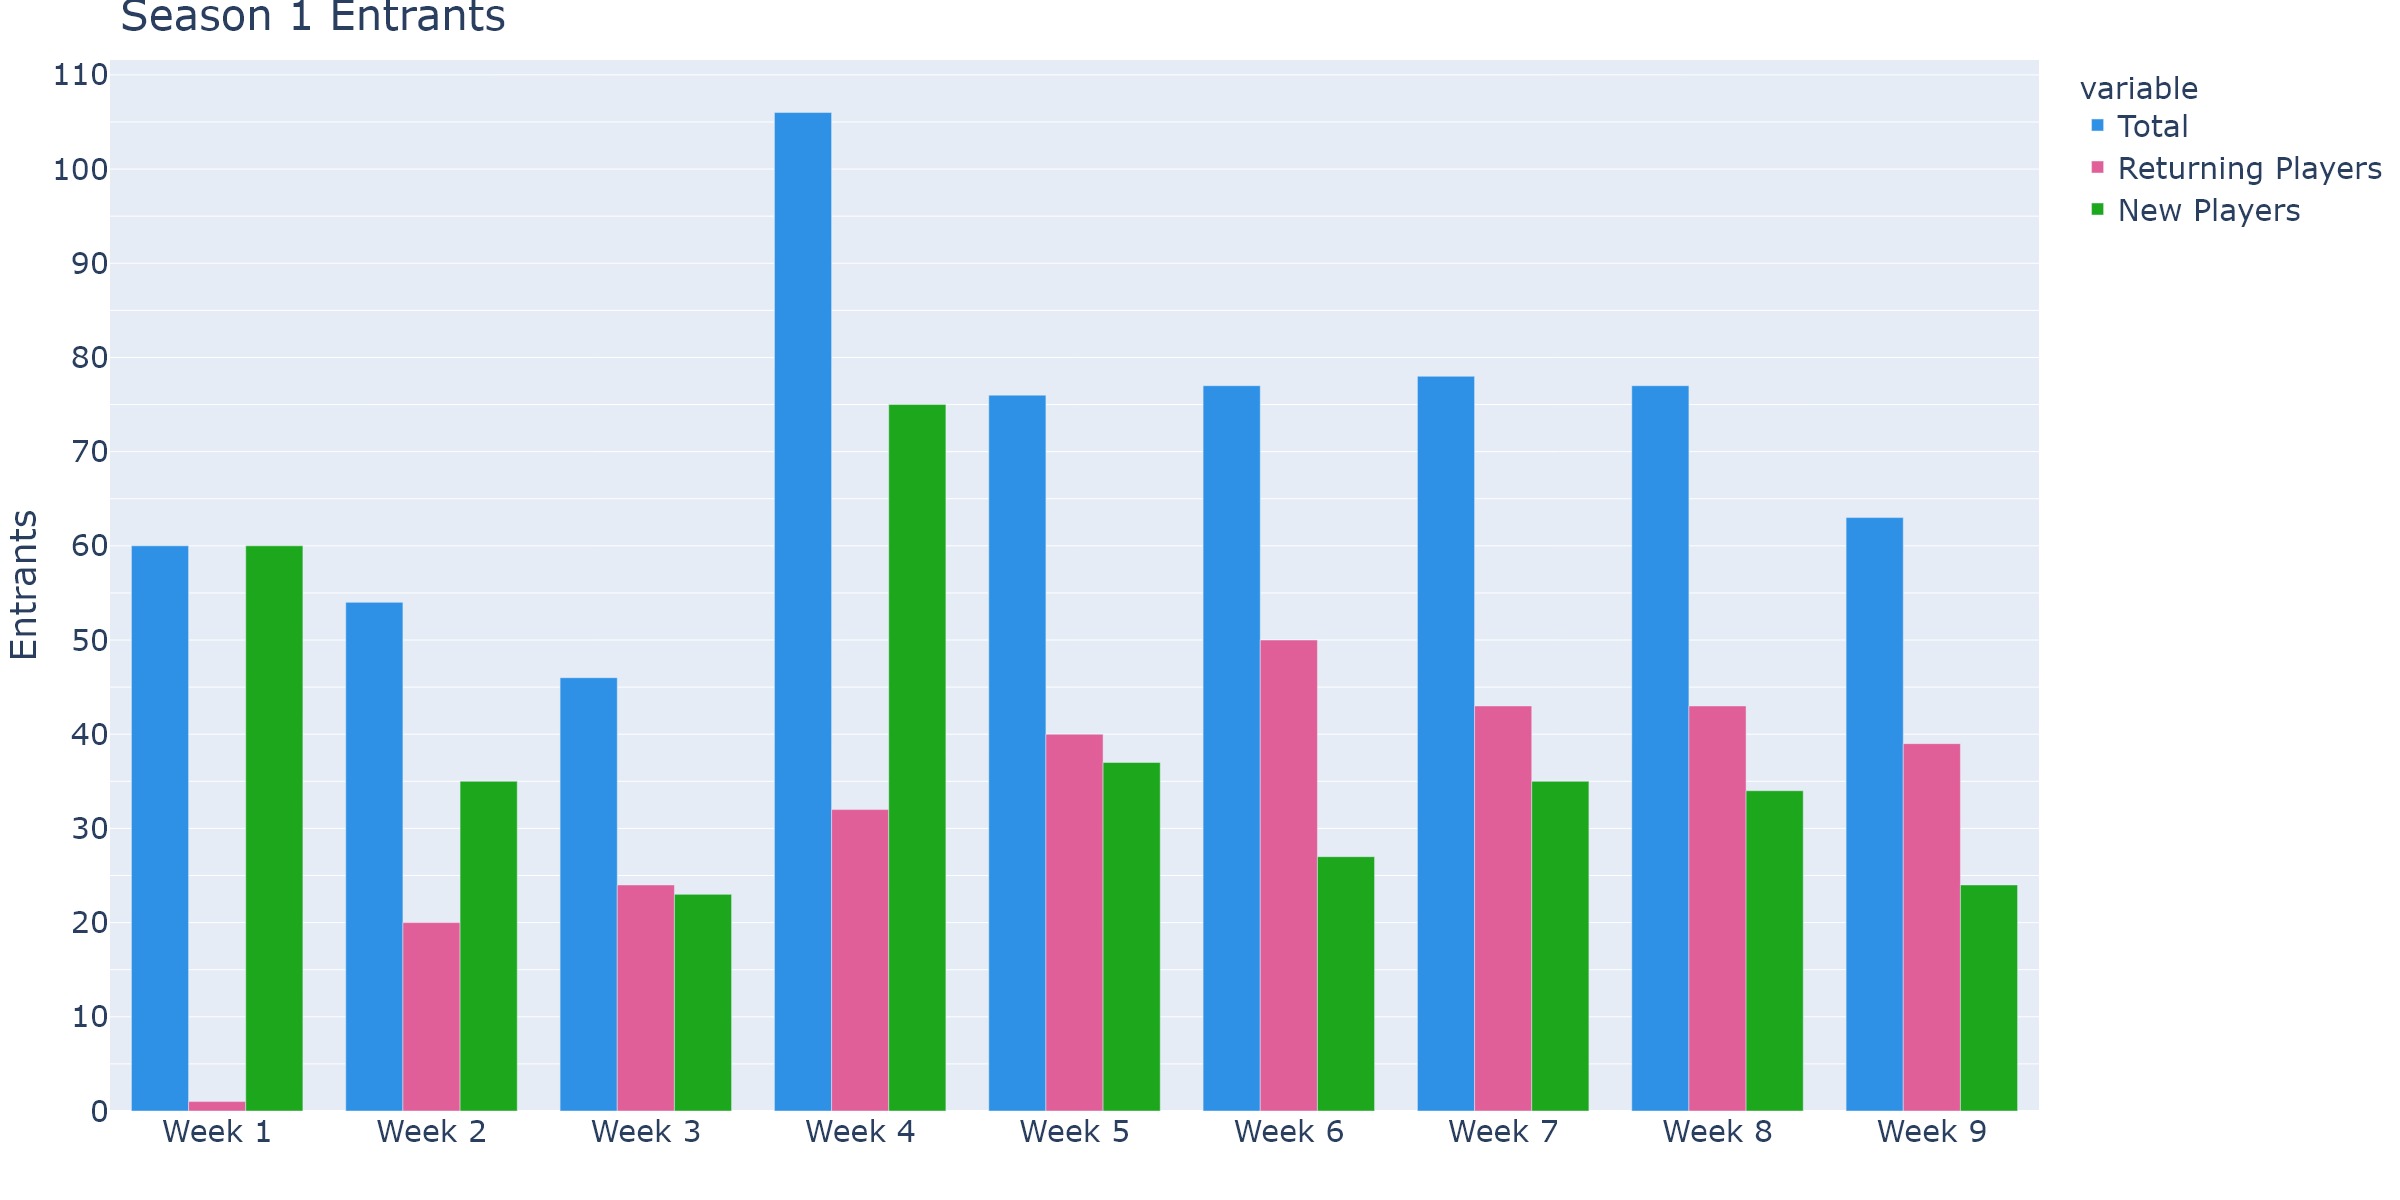 Season 1 Entrants
110
100
90
80
70
60
50
40
30
20
10
0
Entrants
Week 1
Week 2
Week 3
Week 4
Week 5
Week 6
Week 7
Week 8
Week 9
variable
Total
Returning Players
New Players